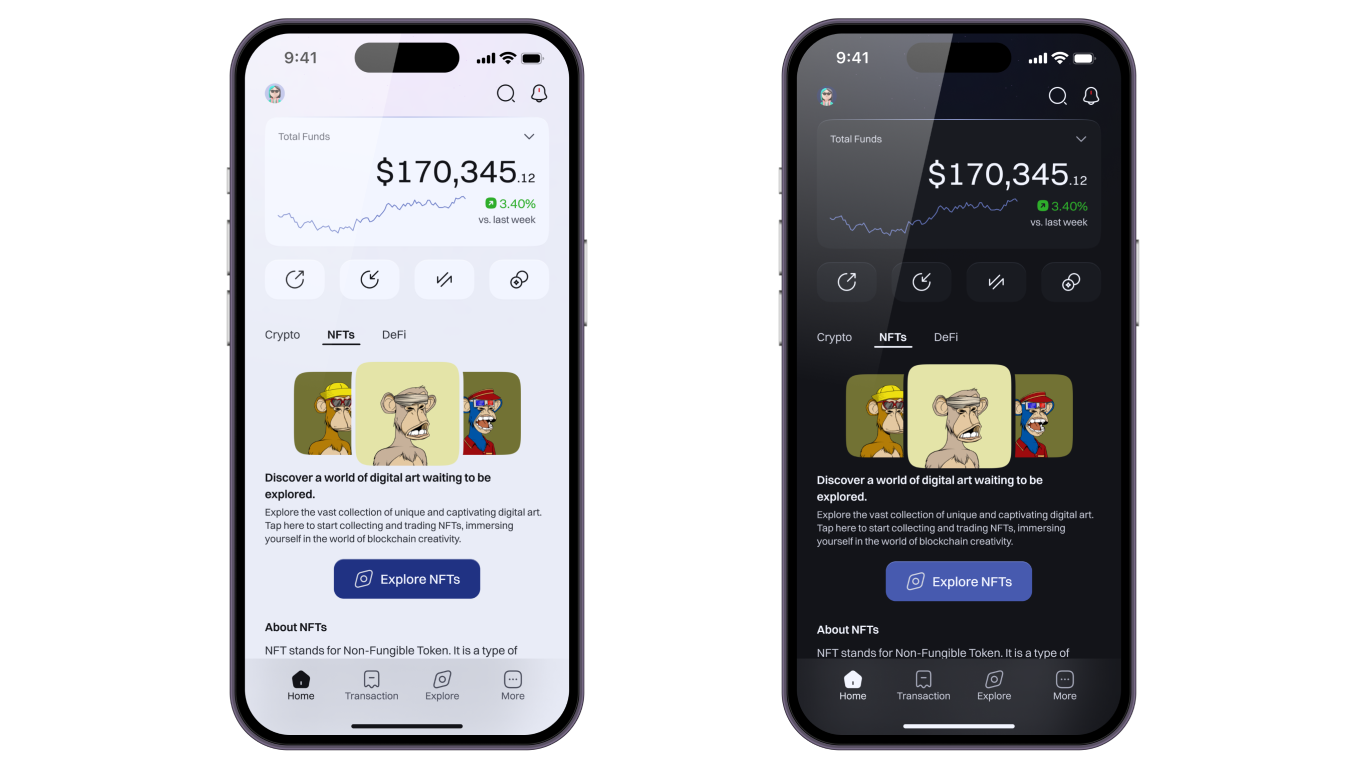 9:41
Total Funds
$170,345.12
3.40%
vs. last week
Crypto NFTs DeFi
Discover a world of digital art waiting to be
explored.
Explore the vast collection of unique and captivating digital art.
Tap here to start collecting and trading NFTs, immersing
yourself in the world of blockchain creativity.
Explore NFTs
About NFTs
NFT stands for Non-Fungible Token. It is a type of
Home Transaction Explore More
9:41
Total Funds
$170,345.12
3.40%
vs. last week
Crypto NFTs DeFi
Discover a world of digital art waiting to be
explored.
Explore the vast collection of unique and captivating digital art.
Tap here to start collecting and trading NFTs, immersing
yourself in the world of blockchain creativity.
Explore NFTs
About NFTs
NFT stands for Non-Fungible Token. It is a type of
Home Transaction Explore More